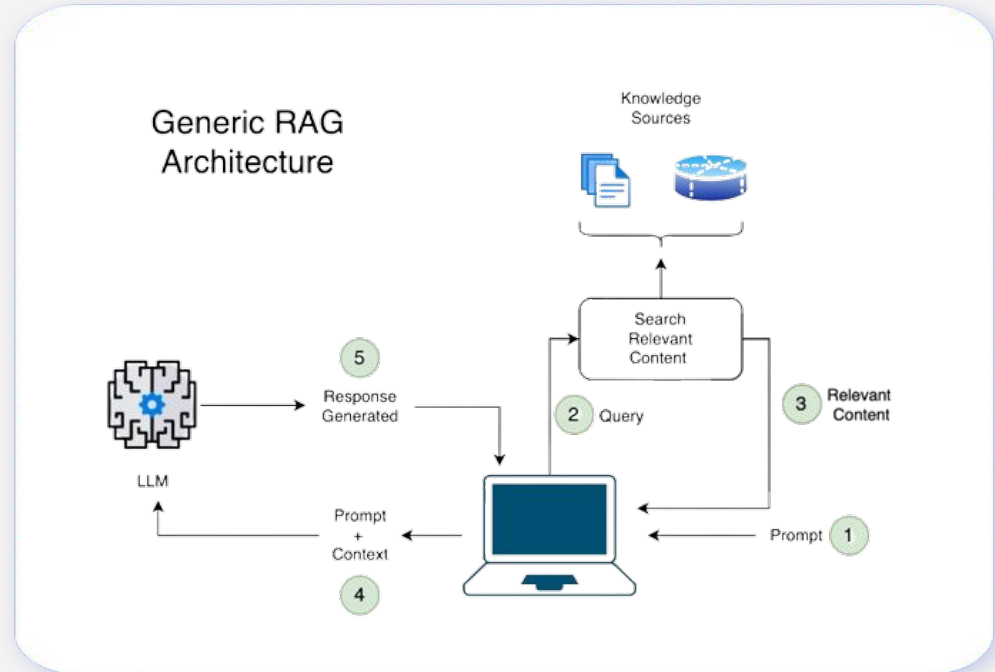 Generic RAG
Architecture
Knowledge
Sources
Search
Relevant
Content
5
Response
Generated
2 Query
3 Relevant
Content
LLM
Prompt
+
Context
4
Prompt 1